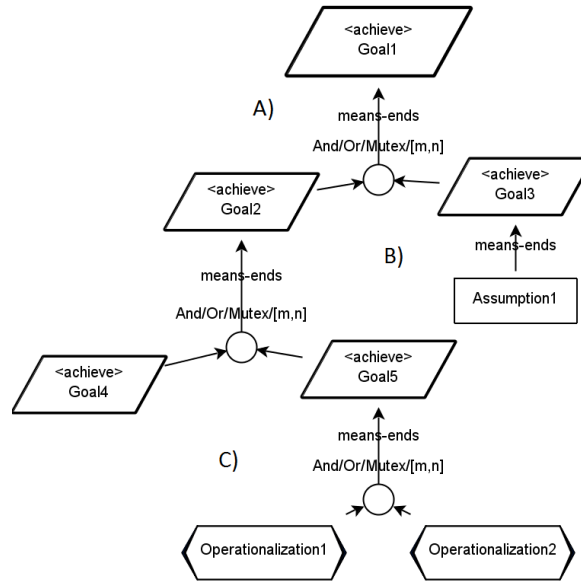 <achieve>
Goal1
A)
means-ends
And/Or/Mutex/[m,n]
<achieve>
Goal2
<achieve>
Goal3
B)
means-ends
means-ends
Assumption1
And/Or/Mutex/[m,n]
<achieve>
Goal4
<achieve>
Goal5
C)
means-ends
And/Or/Mutex/[m,n]
Operationalization1
Operationalization2